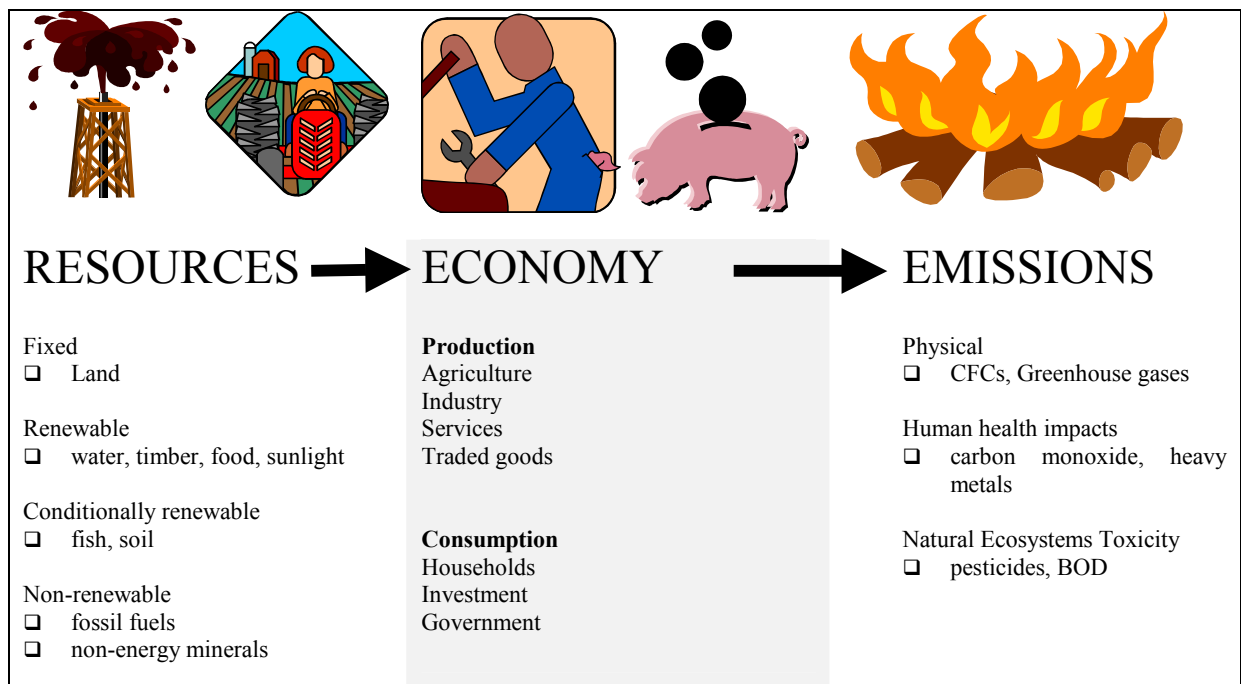 RESOURCES
Fixed
❑ Land
Renewable
❑ water, timber, food, sunlight
Conditionally renewable
❑ fish, soil
Non-renewable
❑ fossil fuels
❑ non-energy minerals
ECONOMY
Production
Agriculture
Industry
Services
Traded goods
Consumption
Households
Investment
Government
EMISSIONS
Physical
❑ CFCs, Greenhouse gases
Human health impacts
❑ carbon monoxide, heavy
metals
Natural Ecosystems Toxicity
❑ pesticides, BOD